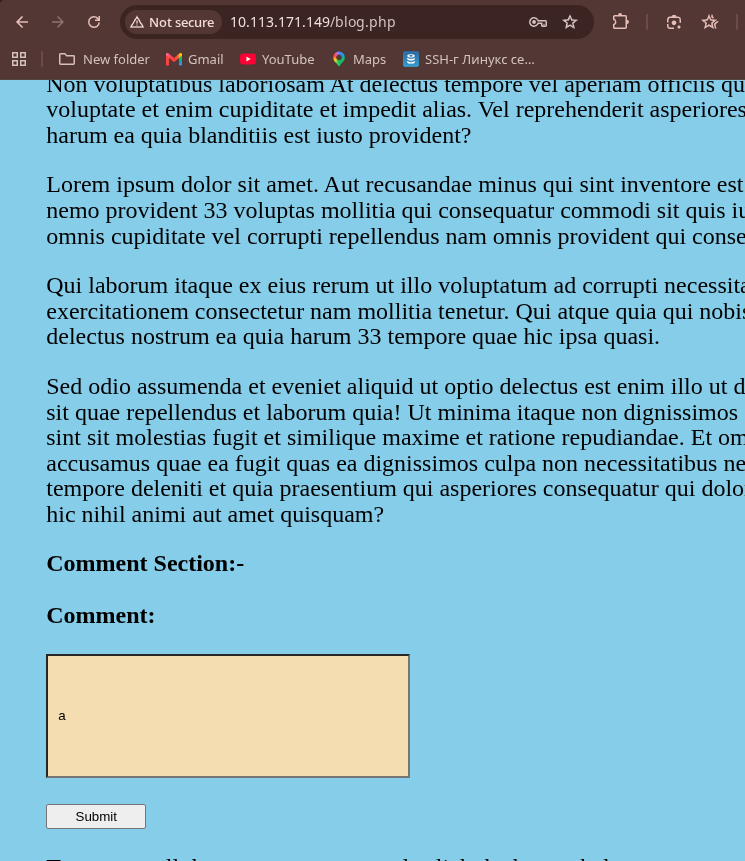 Not secure 10.113.171.149/blog.php
New folder Gmail YouTube Maps SSH-г Линукс се...
Non voluptatibus laboriosam At delectus tempore vel aperiam officiis qu
voluptate et enim cupiditate et impedit alias. Vel reprehenderit asperiores
harum ea quia blanditiis est iusto provident?
Lorem ipsum dolor sit amet. Aut recusandae minus qui sint inventore est
nemo provident 33 voluptas mollitia qui consequatur commodi sit quis iu
omnis cupiditate vel corrupti repellendus nam omnis provident qui conse
Qui laborum itaque ex eius rerum ut illo voluptatum ad corrupti necessita
exercitationem consectetur nam mollitia tenetur. Qui atque quia qui nobis
delectus nostrum ea quia harum 33 tempore quae hic ipsa quasi.
Sed odio assumenda et eveniet aliquid ut optio delectus est enim illo ut d
sit quae repellendus et laborum quia! Ut minima itaque non dignissimos
sint sit molestias fugit et similique maxime et ratione repudiandae. Et om
accusamus quae ea fugit quas ea dignissimos culpa non necessitatibus ne
tempore deleniti et quia praesentium qui asperiores consequatur qui dolo
hic nihil animi aut amet quisquam?
Comment Section:-
Comment:
a
Submit